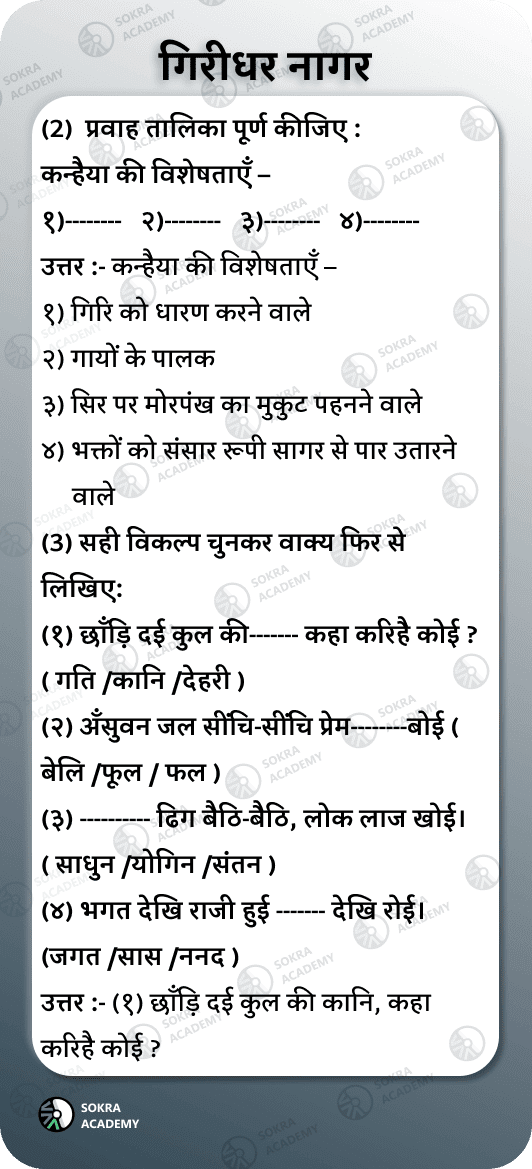 गिरीधर नागर
(2) प्रवाह तालिका पूर्ण कीजिए :
कन्हैया की विशेषताएँ –
१)-------- २)-------- ३)-------- ४)--------
उत्तर :- कन्हैया की विशेषताएँ –
१) गिरि को धारण करने वाले
२) गायों के पालक
३) सिर पर मोरपंख का मुकुट पहनने वाले
४) भक्तों को संसार रूपी सागर से पार उतारने
वाले
(3) सही विकल्प चुनकर वाक्य फिर से
लिखिए:
(१) छाँड़ि दई कुल की------- कहा करिहै कोई ?
( गति /कानि /देहरी )
(२) अँसुवन जल सींचि-सींचि प्रेम--------बोई (
बेलि /फूल / फल )
(३) ---------- ढिग बैठि-बैठि, लोक लाज खोई।
( साधुन /योगिन /संतन )
(४) भगत देखि राजी हुई ------- देखि रोई।
(जगत /सास /ननद )
उत्तर :- (१) छाँड़ि दई कुल की कानि, कहा
करिहै कोई ?
SOKRA
ACADEMY